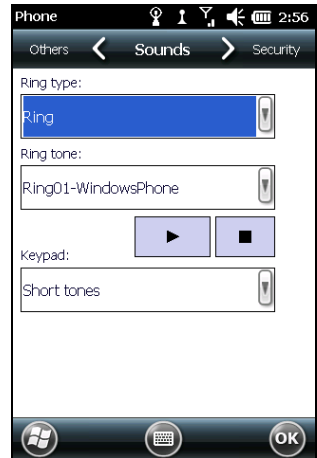 Phone 2:56
Others Sounds Security
Ring type:
Ring
Ring tone:
Ring01-WindowsPhone
Keypad:
Short tones
OK